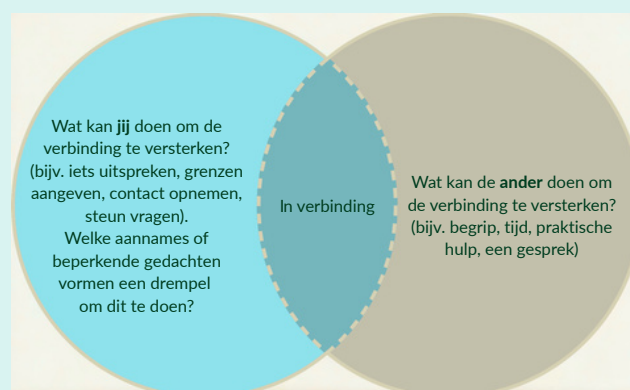 Wat kan jij doen om de
verbinding te versterken?
(bijv. iets uitspreken, grenzen
aangeven, contact opnemen,
steun vragen).
Welke aannames of
beperkende gedachten
vormen een drempel
om dit te doen?
In verbinding
Wat kan de ander doen om
de verbinding te versterken?
(bijv. begrip, tijd, praktische
hulp, een gesprek)